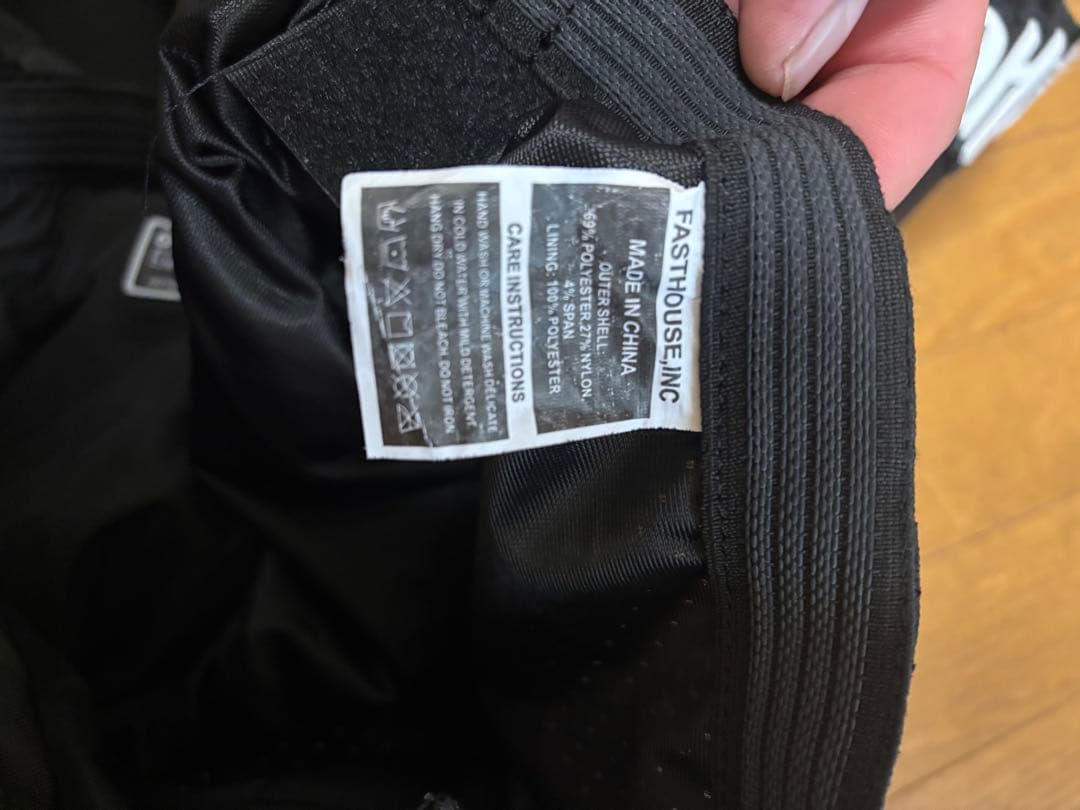 FASTHOUSE,INC
MADE IN CHINA
OUTER SHELL
69% POLYESTER.27% NYLON.
4% SPAN
LINING: 100% POLYESTER
CARE INSTRUCTIONS
HAND WASH OR MACHINE WASH DELICATE
IN COLD WATER WITH MILD DETERGENT
HANG DRY DO NOT BLEACH. DO NOT IRON